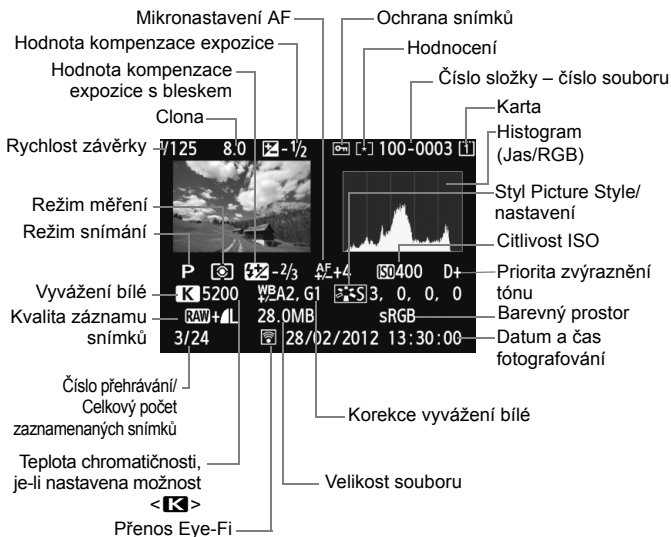 Mikronastavení AF
Ochrana snímků
Hodnota kompenzace expozice
Hodnocení
Hodnota kompenzace
expozice s bleskem
Číslo složky – číslo souboru
Clona
Karta
Rychlost závěrky
/125 8.0 -1/2 100-0003 1
Histogram
(Jas/RGB)
Styl Picture Style/
nastavení
Režim měření
Režim snímání
Citlivost ISO
P -2/3 AF+4 ISO400 D+
Priorita zvýraznění
tónu
Vyvážení bílé
K 5200 WB A2, G1 S 3, 0, 0, 0
Kvalita záznamu
snímků
RAW+L 28.0MB sRGB
Barevný prostor
3/24 28/02/2012 13:30:00
Datum a čas
fotografování
Číslo přehrávání/
Celkový počet
zaznamenaných snímků
Korekce vyvážení bílé
Teplota chromatičnosti,
je-li nastavena možnost
<K>
Velikost souboru
Přenos Eye-Fi